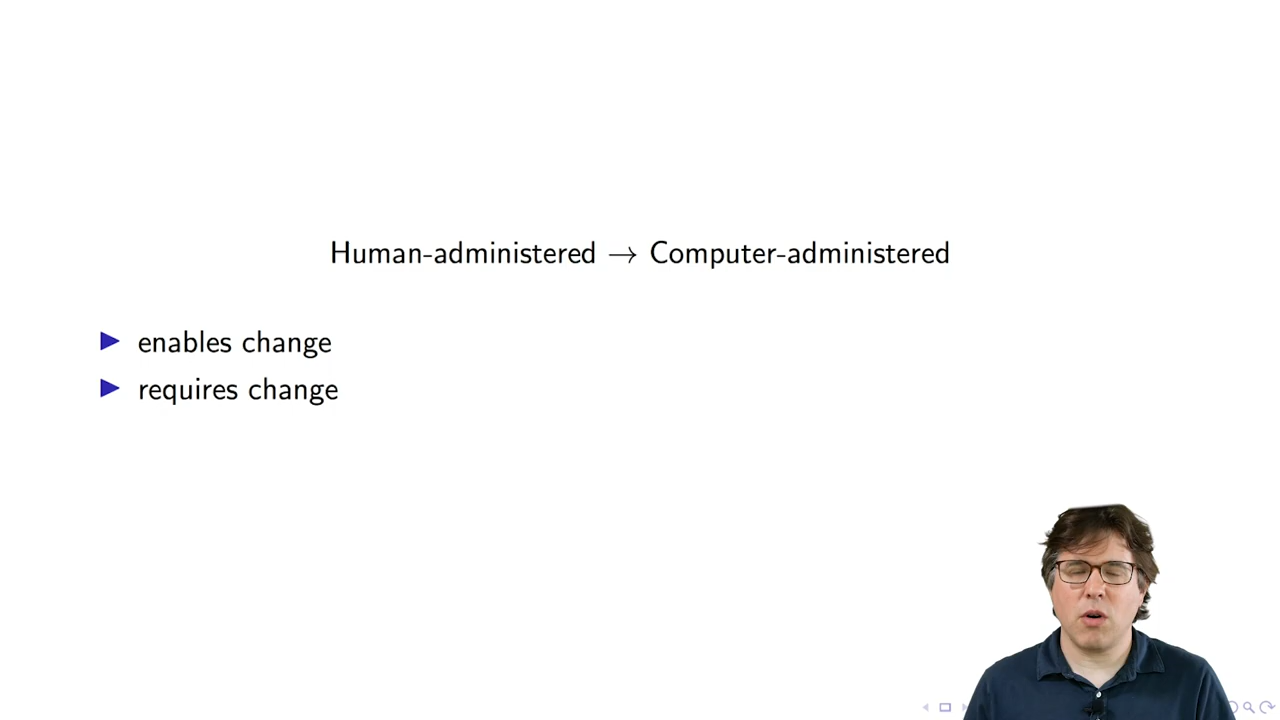 Human-administered → Computer-administered
▶ enables change
▶ requires change